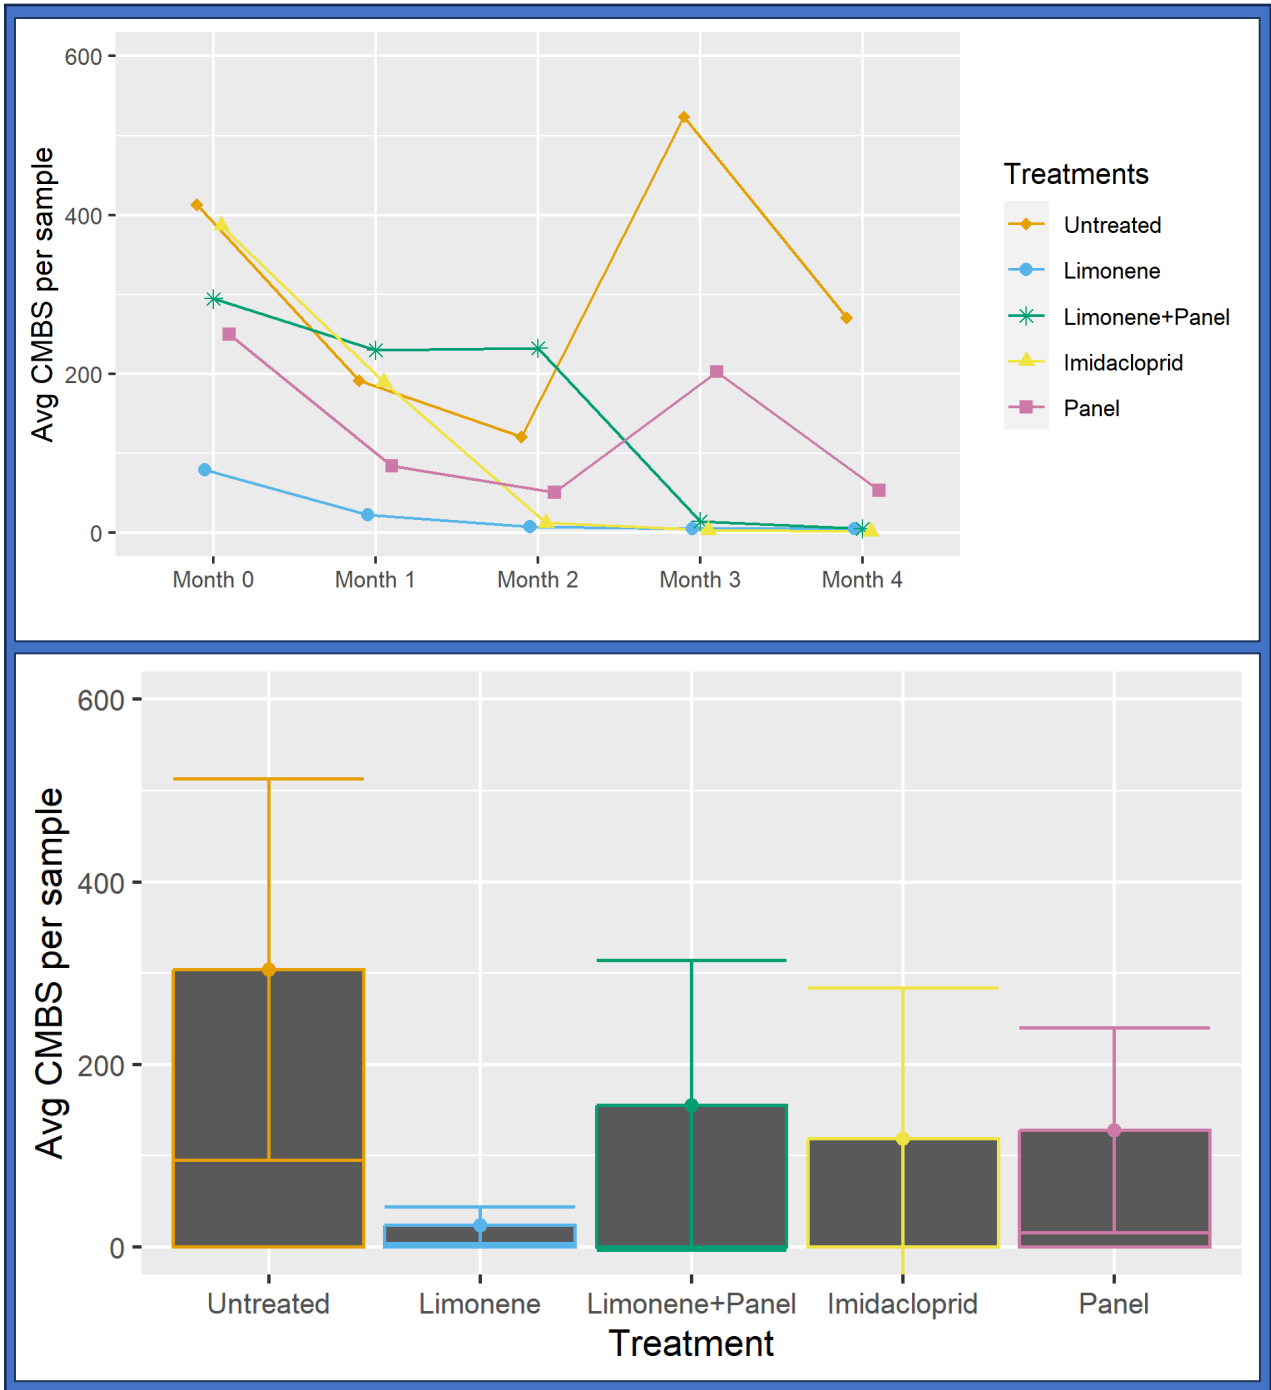 Avg CMBS per sample
600
400
200
0
Month 0
Month 1
Month 2
Month 3
Month 4
Treatments
Untreated
Limonene
Limonene+Panel
Imidacloprid
Panel
Avg CMBS per sample
600
400
200
0
Untreated
Limonene
Limonene+Panel
Imidacloprid
Panel
Treatment